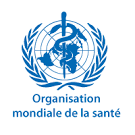 Organisation
mondiale de la santé